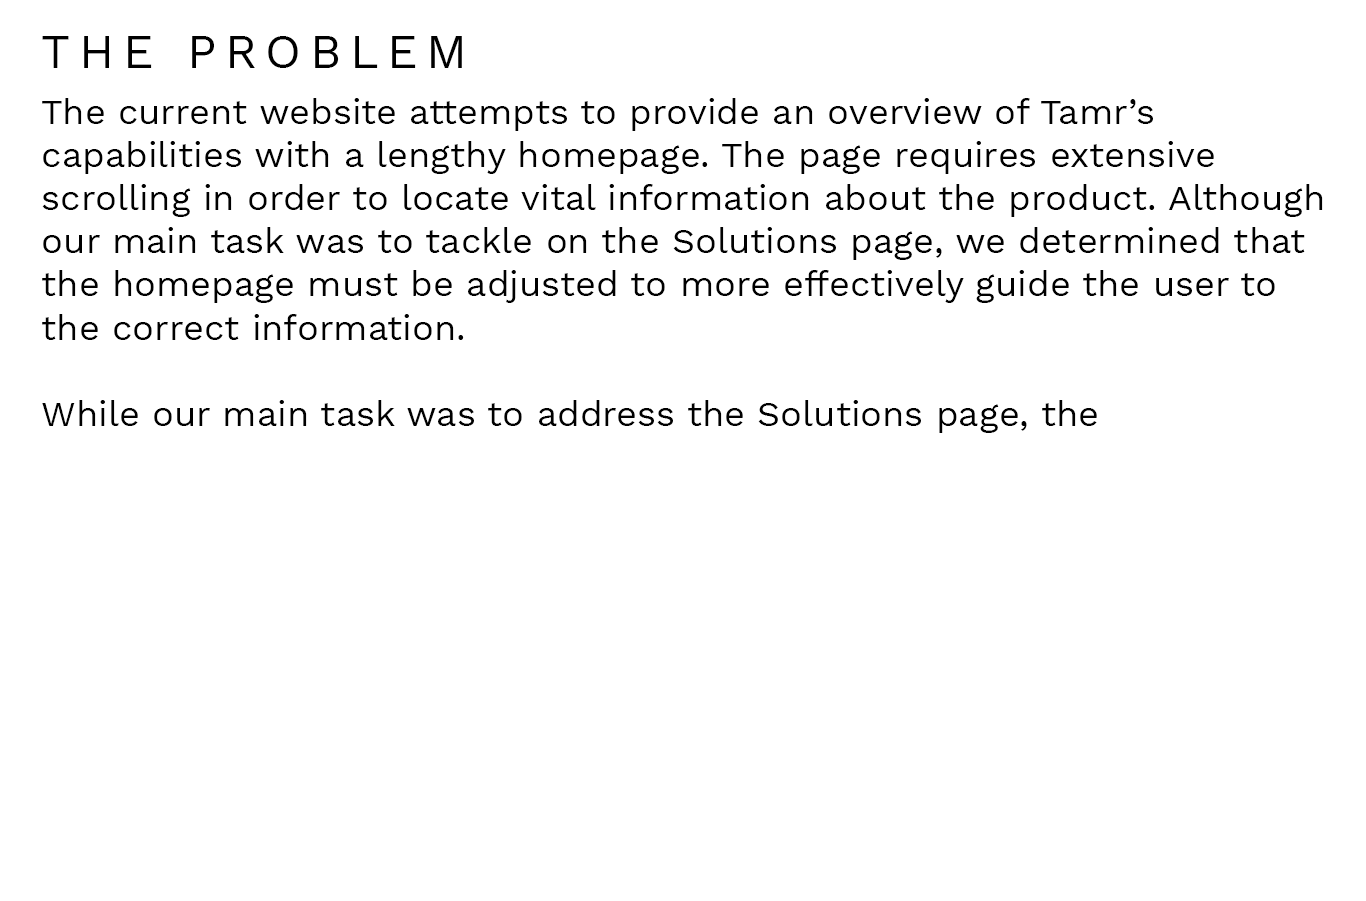 THE PROBLEM
The current website attempts to provide an overview of Tamr’s
capabilities with a lengthy homepage. The page requires extensive
scrolling in order to locate vital information about the product. Although
our main task was to tackle on the Solutions page, we determined that
the homepage must be adjusted to more effectively guide the user to
the correct information.
While our main task was to address the Solutions page, the